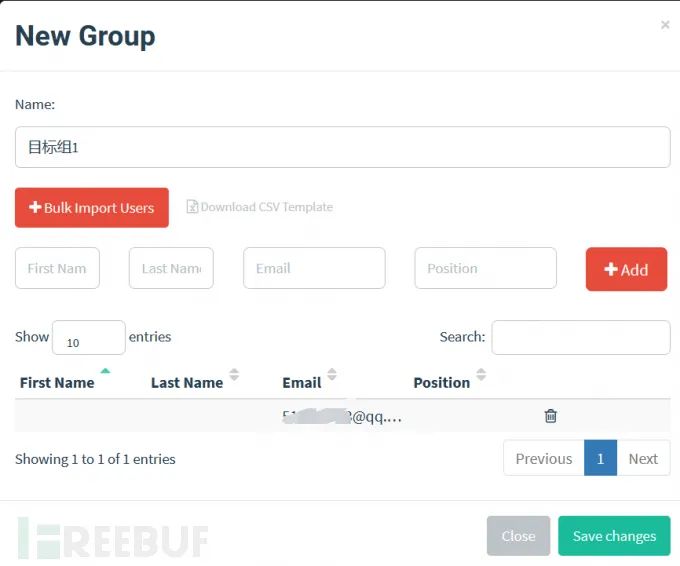 New Group
×
Name:
目标组1
Bulk Import Users Download CSV Template
First Nam Last Name Email Position Add
Show 10 entries Search:
First Name Last Name Email Position
@qq.…
Showing 1 to 1 of 1 entries Previous 1 Next
FREEBUF Close Save changes